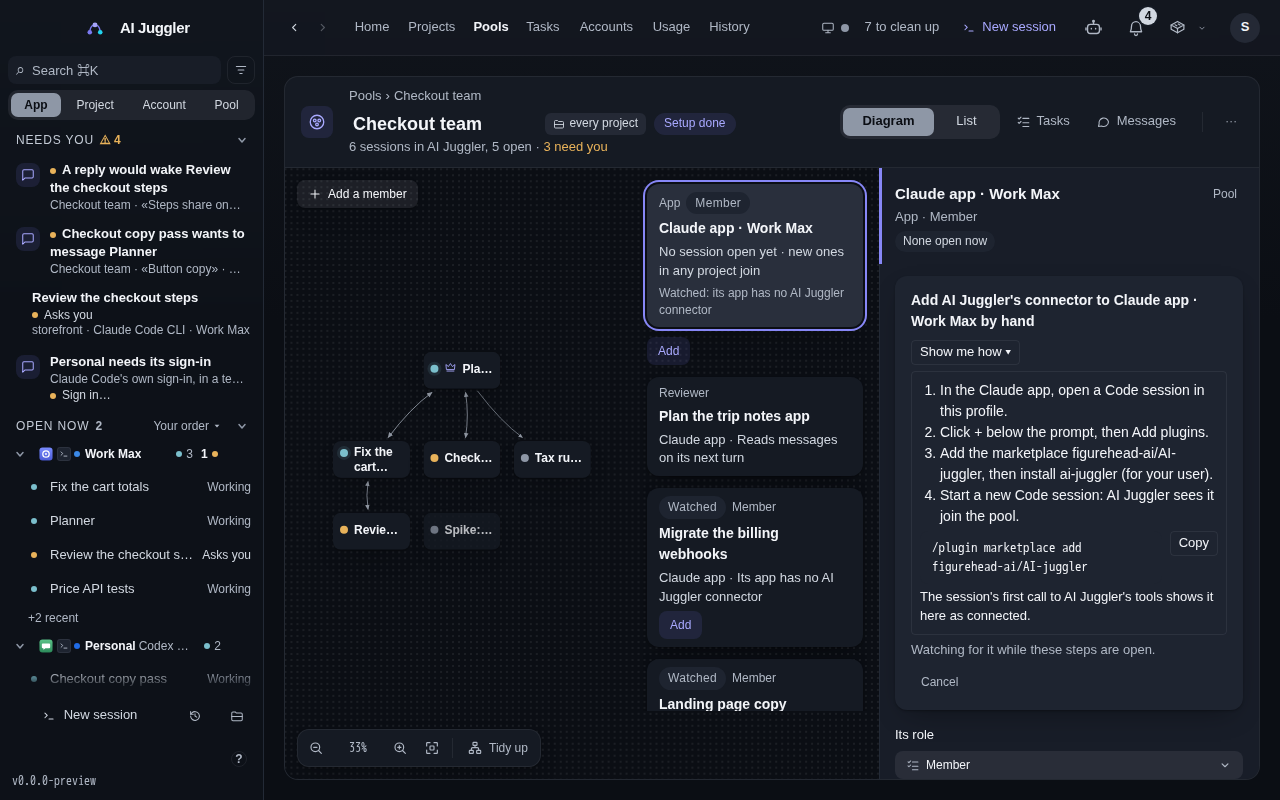 AI Juggler
Search ⌘K
App Project Account Pool
NEEDS YOU 4
A reply would wake Review the checkout steps
Checkout team · «Steps share on…
Checkout copy pass wants to message Planner
Checkout team · «Button copy» · …
Review the checkout steps
Asks you
storefront · Claude Code CLI · Work Max
Personal needs its sign-in
Claude Code's own sign-in, in a te…
Sign in…
OPEN NOW 2 Your order
Work Max 3 1
Fix the cart totals Working
Planner Working
Review the checkout s… Asks you
Price API tests Working
+2 recent
Personal Codex … 2
Checkout copy pass Working
New session
?
v0.0.0-preview
Home Projects Pools Tasks Accounts Usage History
7 to clean up
New session
4
S
Pools › Checkout team
Checkout team every project Setup done
6 sessions in AI Juggler, 5 open · 3 need you
Diagram List
Tasks
Messages
···
Add a member
Pla…
Fix the cart…
Check…
Tax ru…
Revie…
Spike:…
33%
Tidy up
App Member
Claude app · Work Max
No session open yet · new ones
in any project join
Watched: its app has no AI Juggler
connector
Add
Reviewer
Plan the trip notes app
Claude app · Reads messages
on its next turn
Watched Member
Migrate the billing
webhooks
Claude app · Its app has no AI
Juggler connector
Add
Watched Member
Landing page copy
Claude app · Work Max Pool
App · Member
None open now
Add AI Juggler's connector to Claude app ·
Work Max by hand
Show me how ▾
1. In the Claude app, open a Code session in
this profile.
2. Click + below the prompt, then Add plugins.
3. Add the marketplace figurehead-ai/AI-
juggler, then install ai-juggler (for your user).
4. Start a new Code session: AI Juggler sees it
join the pool.
/plugin marketplace add
figurehead-ai/AI-juggler
Copy
The session's first call to AI Juggler's tools shows it
here as connected.
Watching for it while these steps are open.
Cancel
Its role
Member